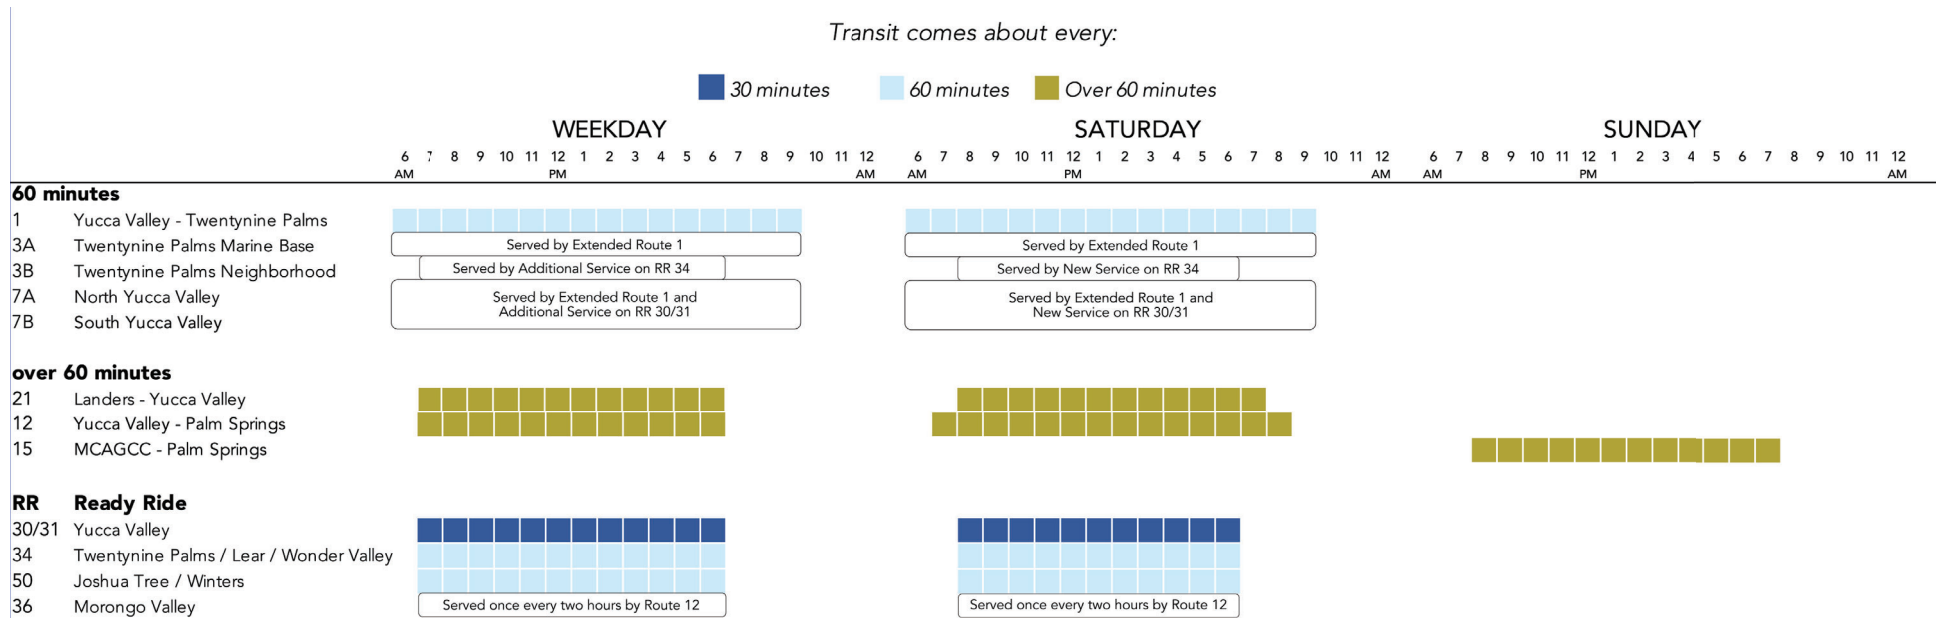 Transit comes about every:
30 minutes 60 minutes Over 60 minutes
WEEKDAY SATURDAY SUNDAY
6 7 8 9 10 11 12 1 2 3 4 5 6 7 8 9 10 11 12 6 7 8 9 10 11 12 1 2 3 4 5 6 7 8 9 10 11 12 6 7 8 9 10 11 12 1 2 3 4 5 6 7 8 9 10 11 12
AM PM AM AM PM AM AM PM AM
60 minutes
1 Yucca Valley - Twentynine Palms
3A Twentynine Palms Marine Base Served by Extended Route 1 Served by Extended Route 1
3B Twentynine Palms Neighborhood Served by Additional Service on RR 34 Served by New Service on RR 34
7A North Yucca Valley Served by Extended Route 1 and Served by Extended Route 1 and
Additional Service on RR 30/31 New Service on RR 30/31
7B South Yucca Valley
over 60 minutes
21 Landers - Yucca Valley
12 Yucca Valley - Palm Springs
15 MCAGCC - Palm Springs
RR Ready Ride
30/31 Yucca Valley
34 Twentynine Palms / Lear / Wonder Valley
50 Joshua Tree / Winters
36 Morongo Valley Served once every two hours by Route 12 Served once every two hours by Route 12